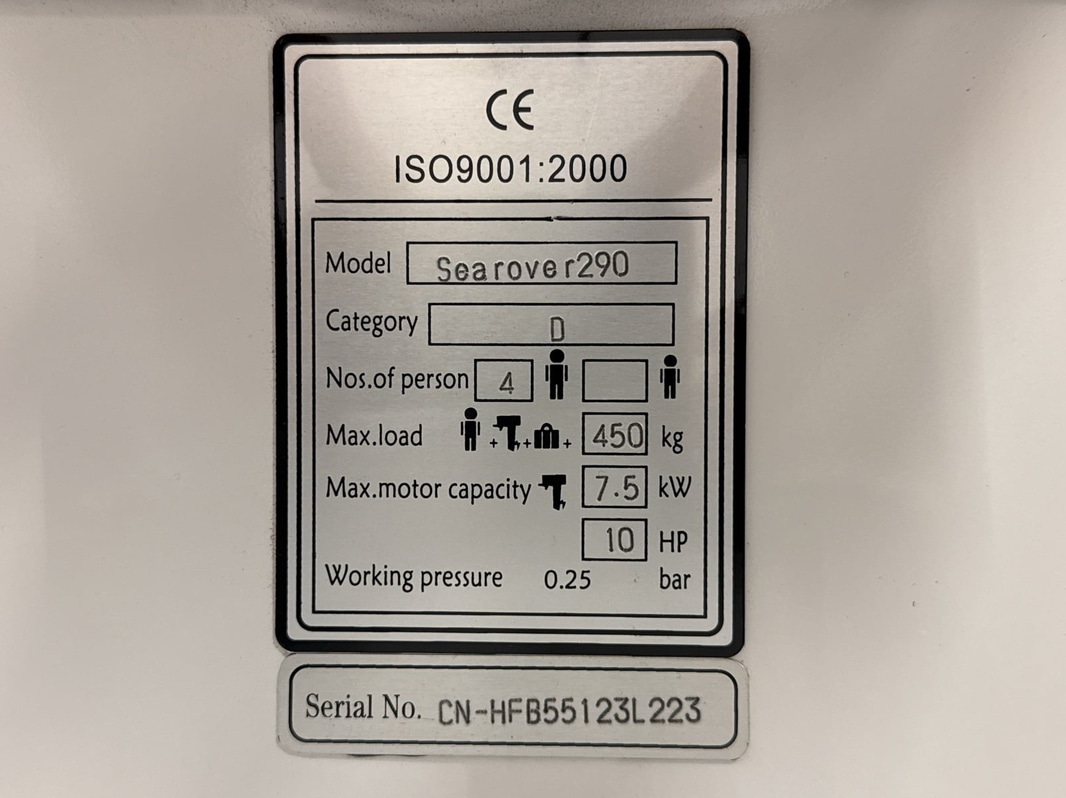 CE
ISO9001:2000
Model Searover290
Category D
Nos.of person 4
Max.load + + + 450 kg
Max.motor capacity 7.5 kW
10 HP
Working pressure 0.25 bar
Serial No. CN-HFB55123L223